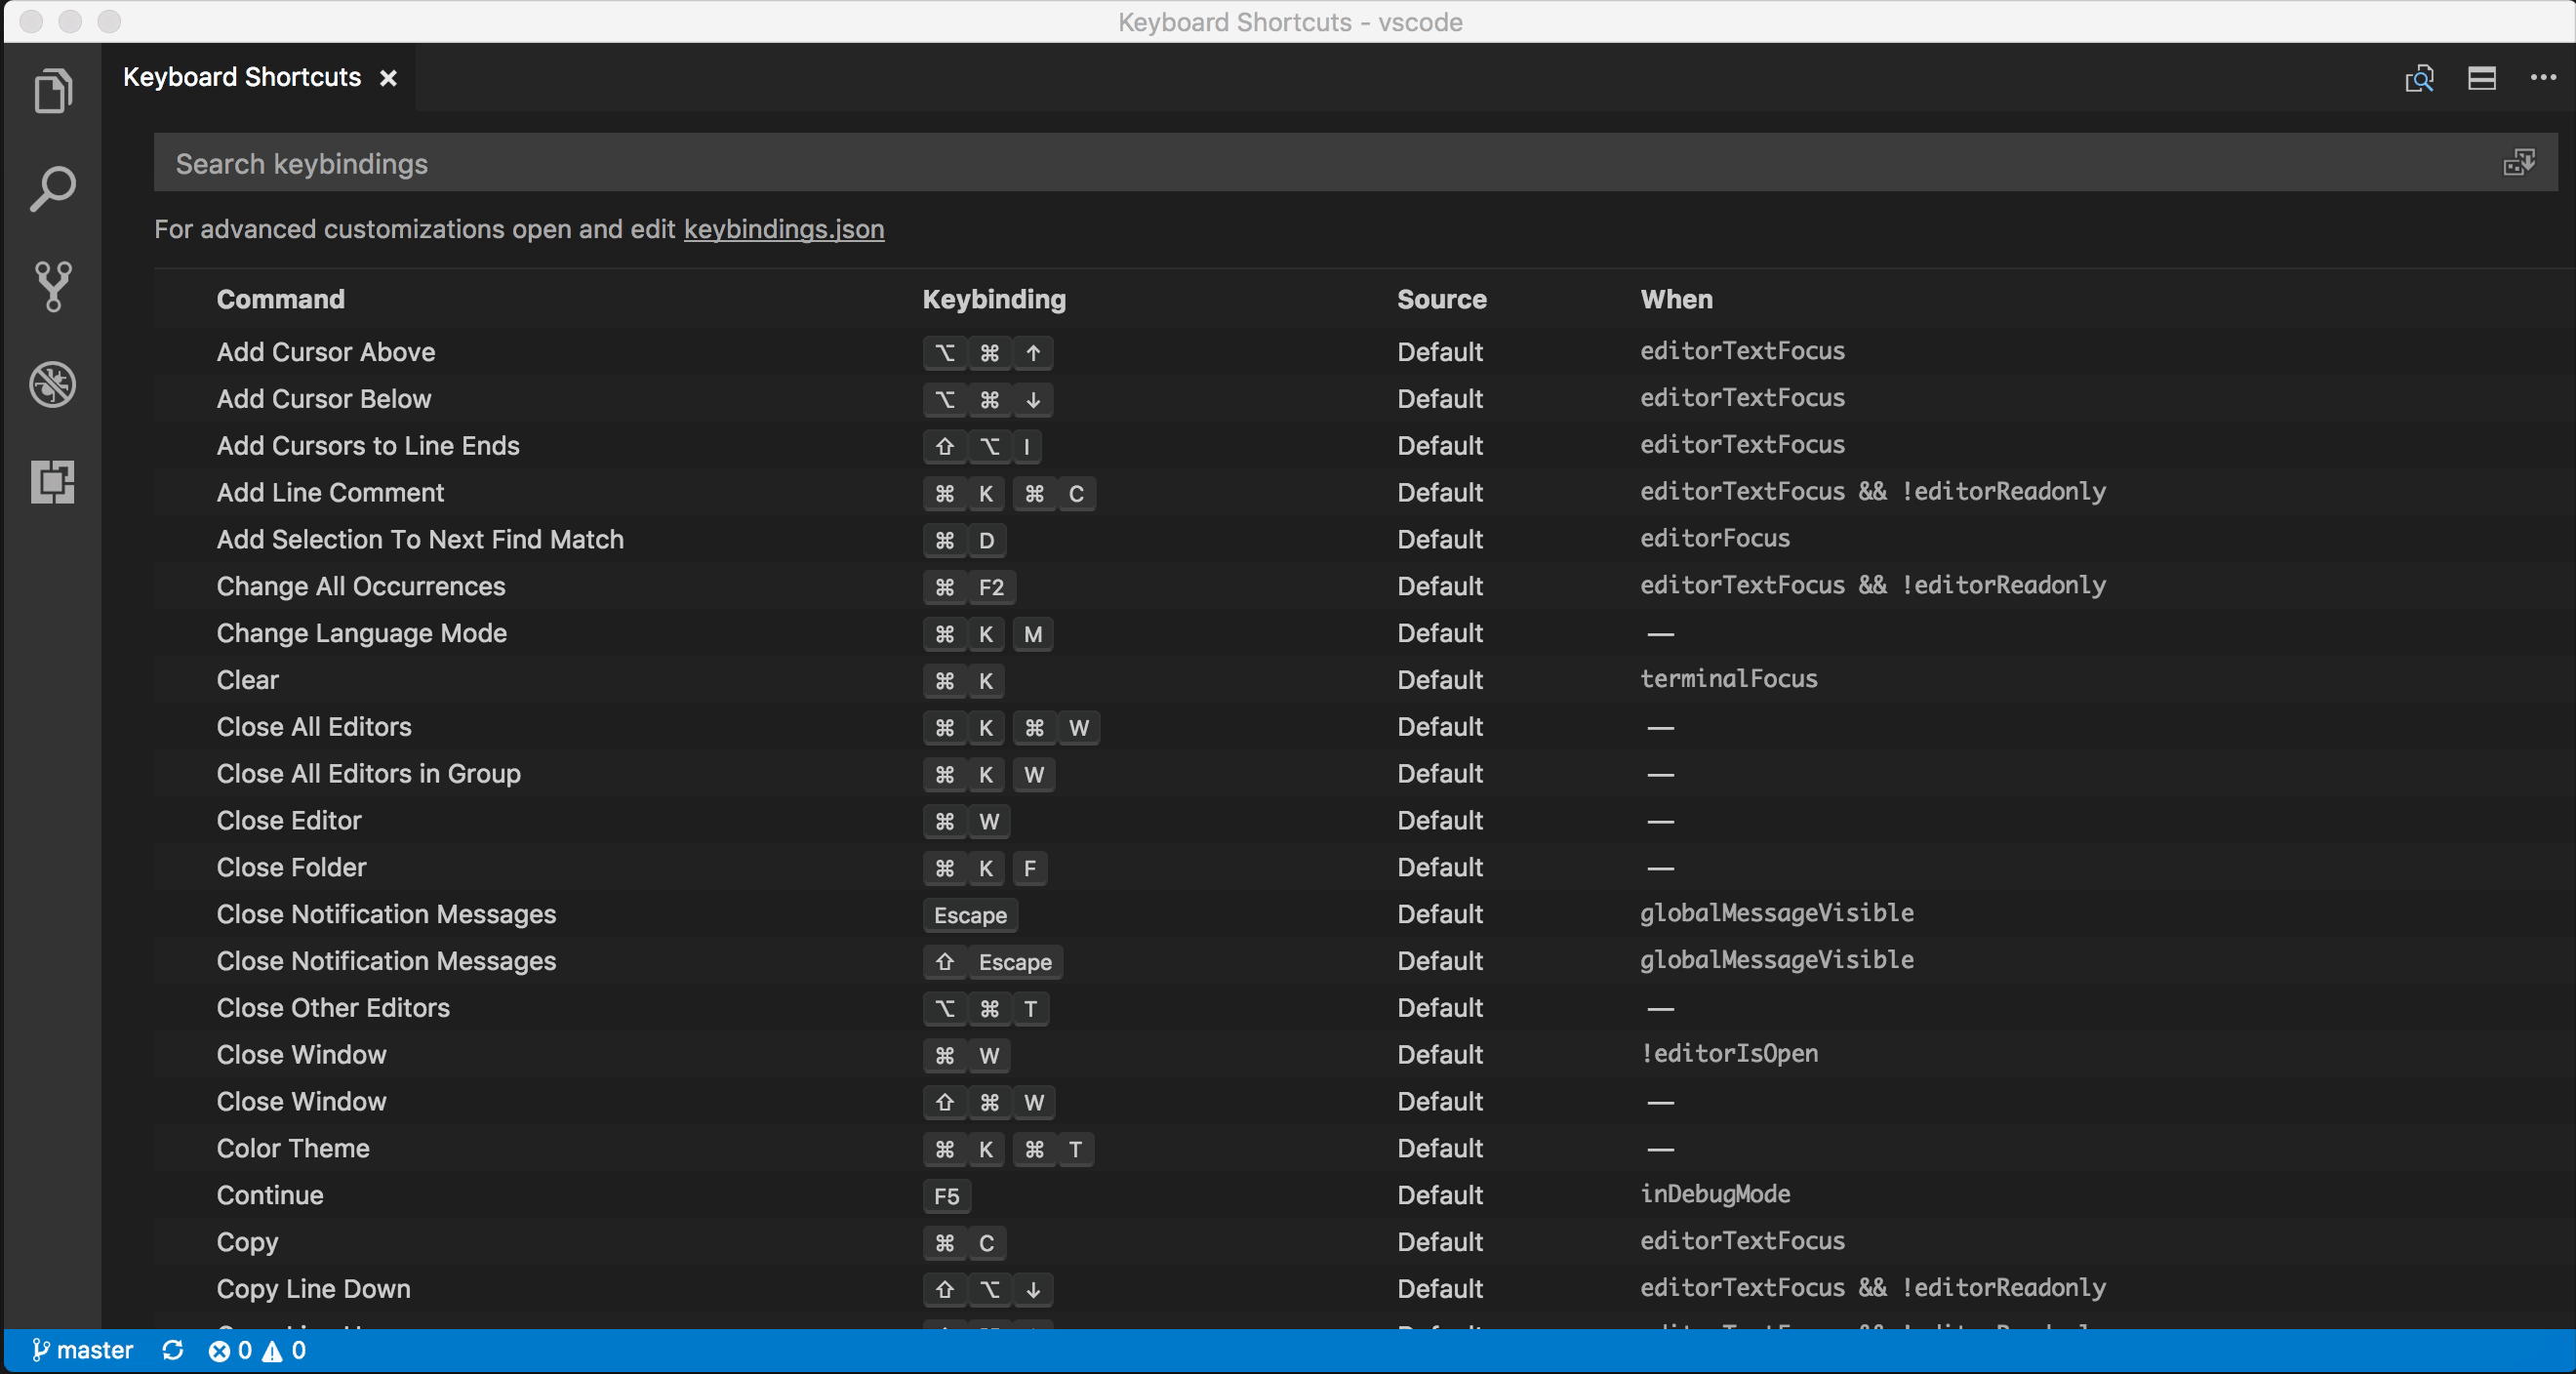 Keyboard Shortcuts - vscode
Keyboard Shortcuts ×
Search keybindings
For advanced customizations open and edit keybindings.json
Command Keybinding Source When
Add Cursor Above ⌥ ⌘ ↑ Default editorTextFocus
Add Cursor Below ⌥ ⌘ ↓ Default editorTextFocus
Add Cursors to Line Ends ⇧ ⌥ I Default editorTextFocus
Add Line Comment ⌘ K ⌘ C Default editorTextFocus && !editorReadonly
Add Selection To Next Find Match ⌘ D Default editorFocus
Change All Occurrences ⌘ F2 Default editorTextFocus && !editorReadonly
Change Language Mode ⌘ K M Default —
Clear ⌘ K Default terminalFocus
Close All Editors ⌘ K ⌘ W Default —
Close All Editors in Group ⌘ K W Default —
Close Editor ⌘ W Default —
Close Folder ⌘ K F Default —
Close Notification Messages Escape Default globalMessageVisible
Close Notification Messages ⇧ Escape Default globalMessageVisible
Close Other Editors ⌥ ⌘ T Default —
Close Window ⌘ W Default !editorIsOpen
Close Window ⇧ ⌘ W Default —
Color Theme ⌘ K ⌘ T Default —
Continue F5 Default inDebugMode
Copy ⌘ C Default editorTextFocus
Copy Line Down ⇧ ⌥ ↓ Default editorTextFocus && !editorReadonly
master 0 0